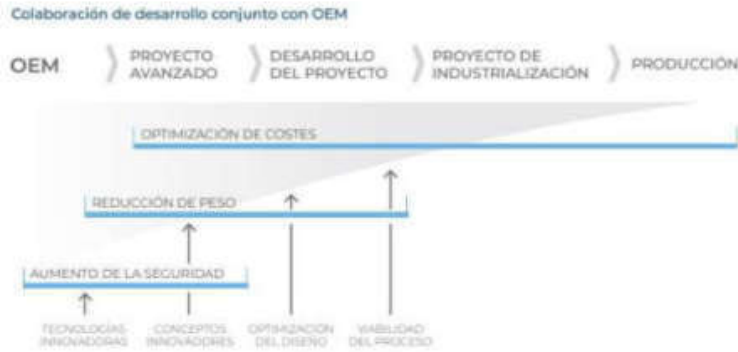 Colaboración de desarrollo conjunto con OEM
OEM
PROYECTO
AVANZADO
DESARROLLO
DEL PROYECTO
PROYECTO DE
INDUSTRIALIZACIÓN
PRODUCCIÓN
OPTIMIZACIÓN DE COSTES
REDUCCIÓN DE PESO
AUMENTO DE LA SEGURIDAD
TECNOLOGÍAS
INNOVADORAS
CONCEPTOS
INNOVADORES
OPTIMIZACIÓN
DEL DISEÑO
VIABILIDAD
DEL PROCESO